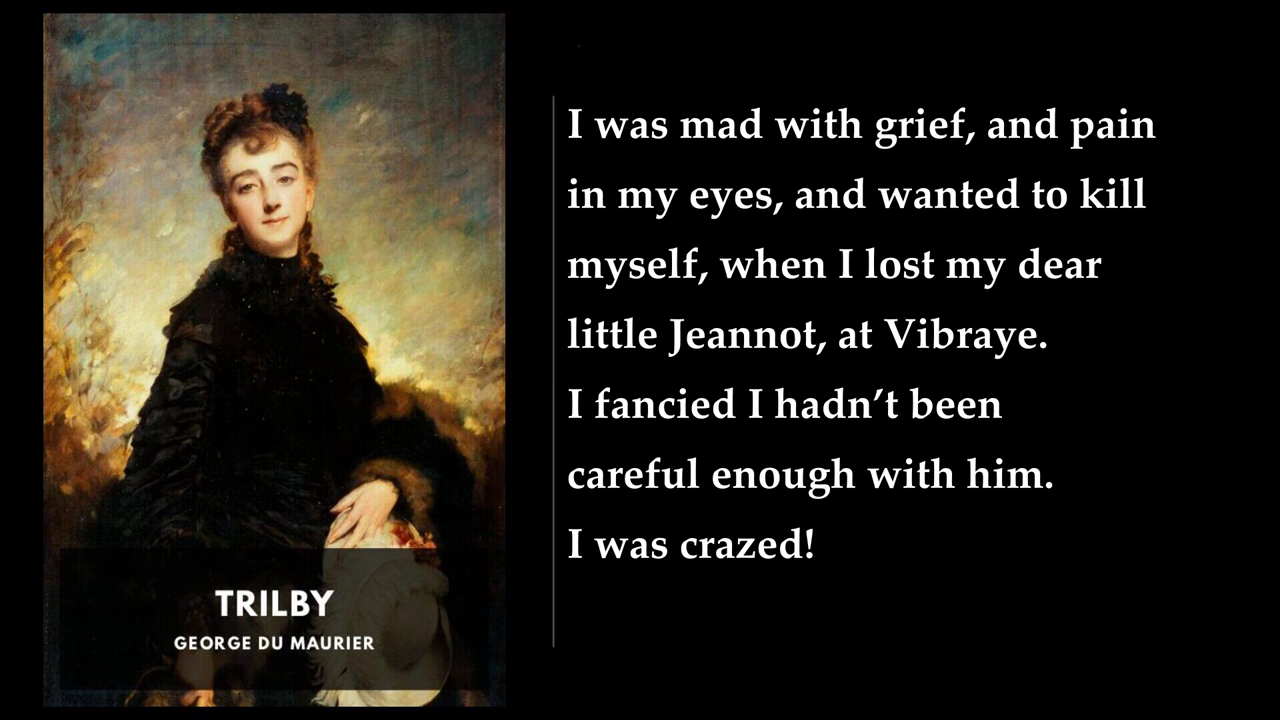 TRILBY
GEORGE DU MAURIER
I was mad with grief, and pain
in my eyes, and wanted to kill
myself, when I lost my dear
little Jeannot, at Vibraye.
I fancied I hadn’t been
careful enough with him.
I was crazed!